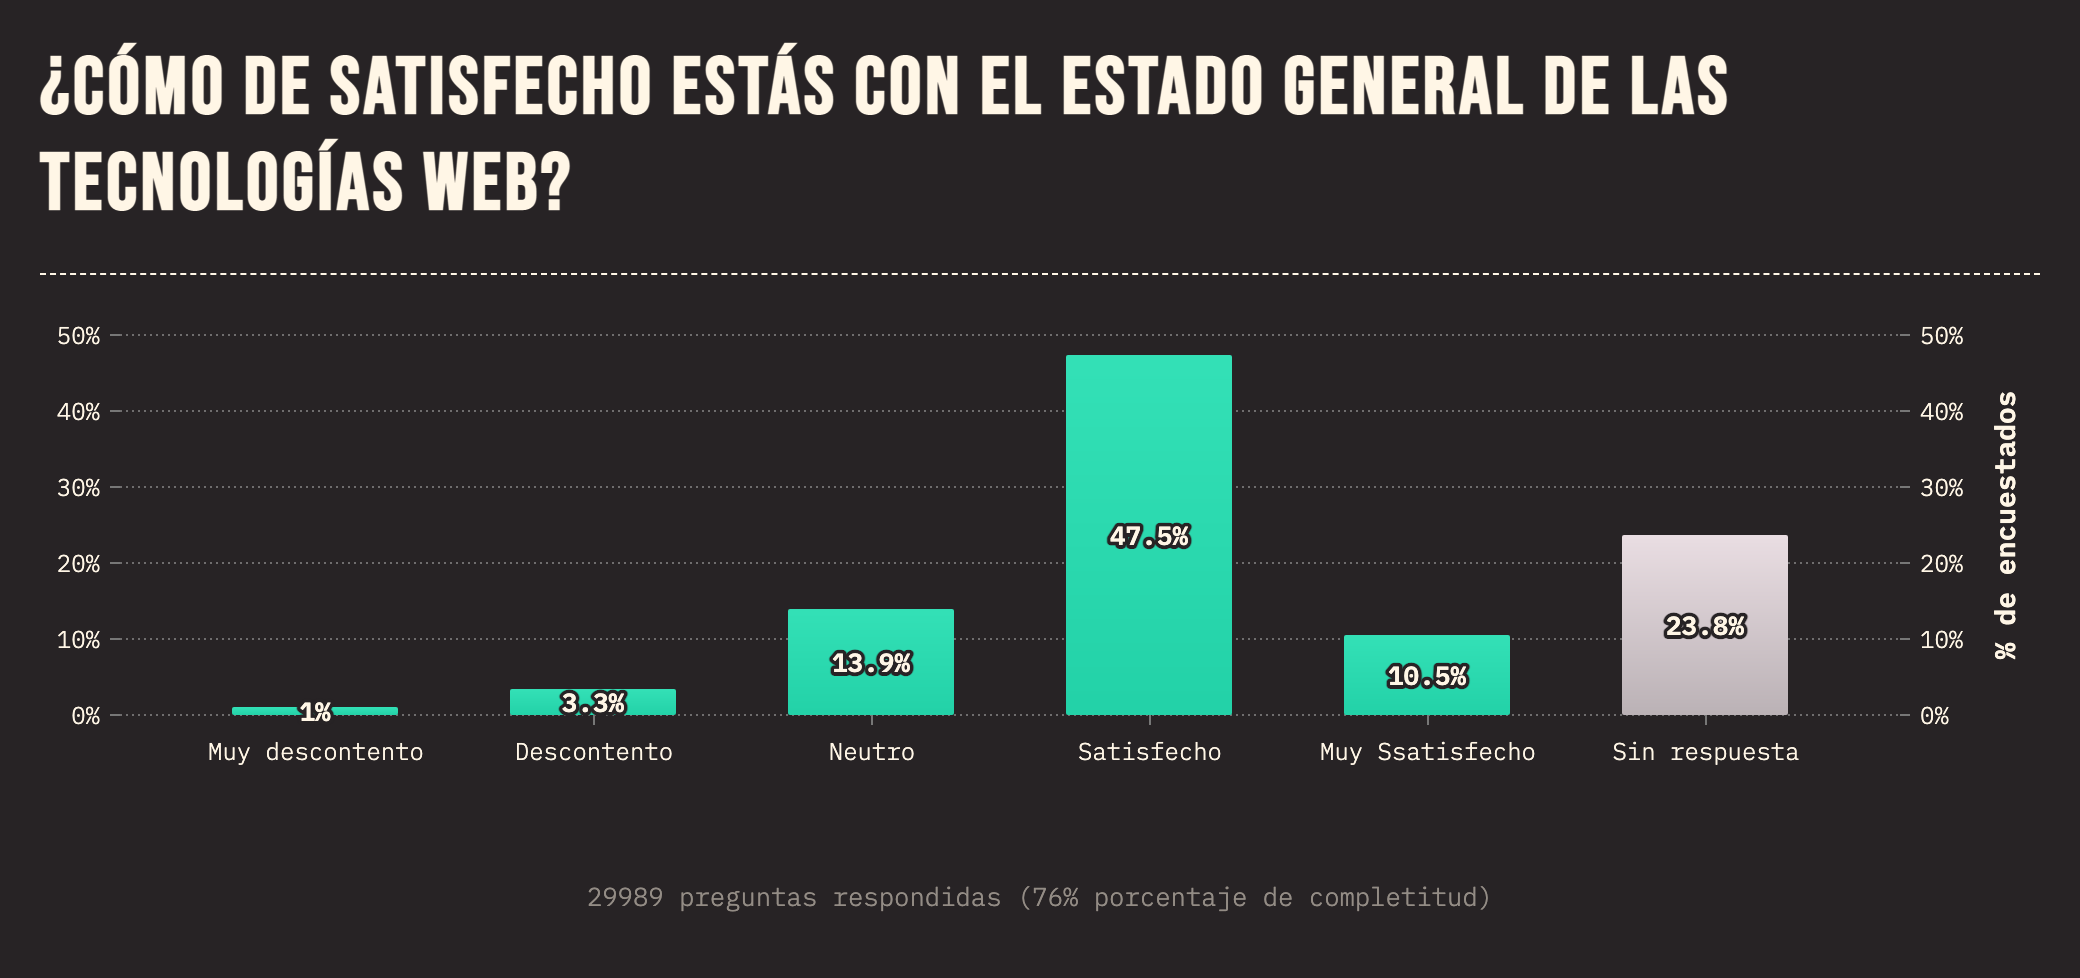 ¿CÓMO DE SATISFECHO ESTÁS CON EL ESTADO GENERAL DE LAS
TECNOLOGÍAS WEB?
50%
40%
30%
20%
10%
0%
50%
40%
30%
20%
10%
0%
% de encuestados
1%
3.3%
13.9%
47.5%
10.5%
23.8%
Muy descontento
Descontento
Neutro
Satisfecho
Muy Ssatisfecho
Sin respuesta
29989 preguntas respondidas (76% porcentaje de completitud)